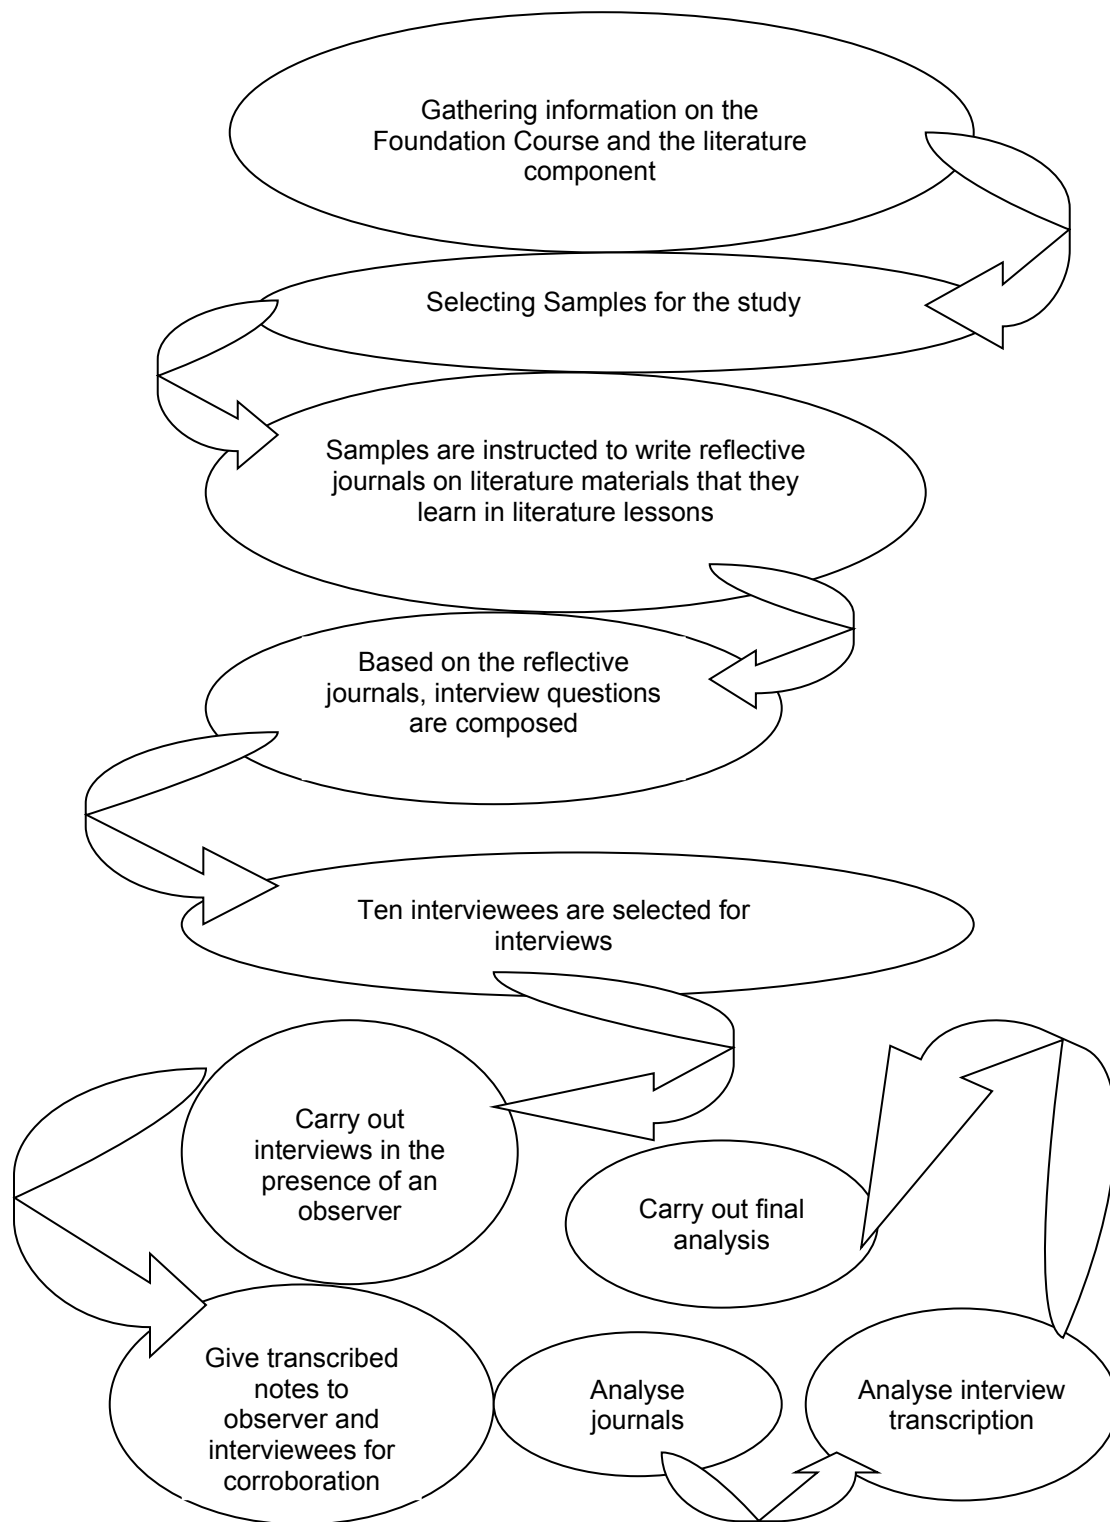 Gathering information on the
Foundation Course and the literature
component
Selecting Samples for the study
Samples are instructed to write reflective
journals on literature materials that they
learn in literature lessons
Based on the reflective
journals, interview questions
are composed
Ten interviewees are selected for
interviews
Carry out
interviews in the
presence of an
observer
Give transcribed
notes to
observer and
interviewees for
corroboration
Analyse
journals
Analyse interview
transcription
Carry out final
analysis